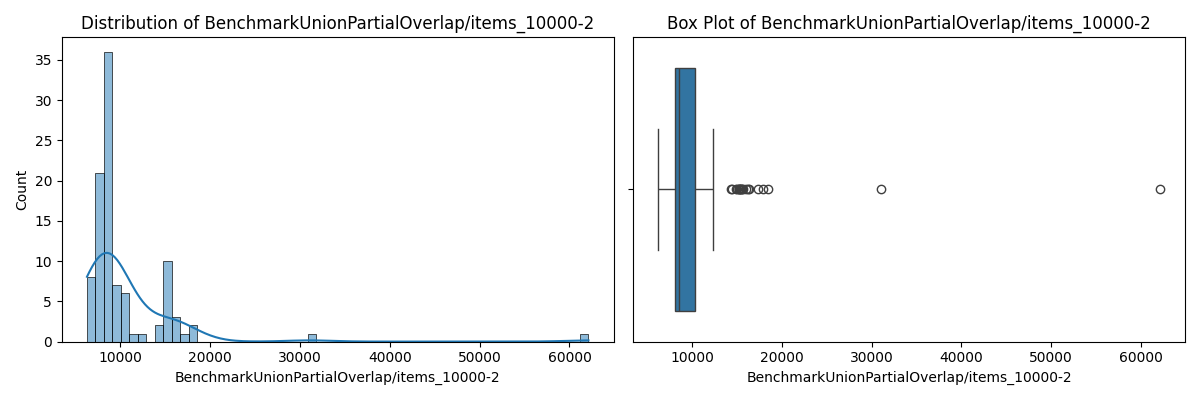 Distribution of BenchmarkUnionPartialOverlap/items_10000-2
Count
35
30
25
20
15
10
5
0
10000 20000 30000 40000 50000 60000
BenchmarkUnionPartialOverlap/items_10000-2
Box Plot of BenchmarkUnionPartialOverlap/items_10000-2
10000 20000 30000 40000 50000 60000
BenchmarkUnionPartialOverlap/items_10000-2